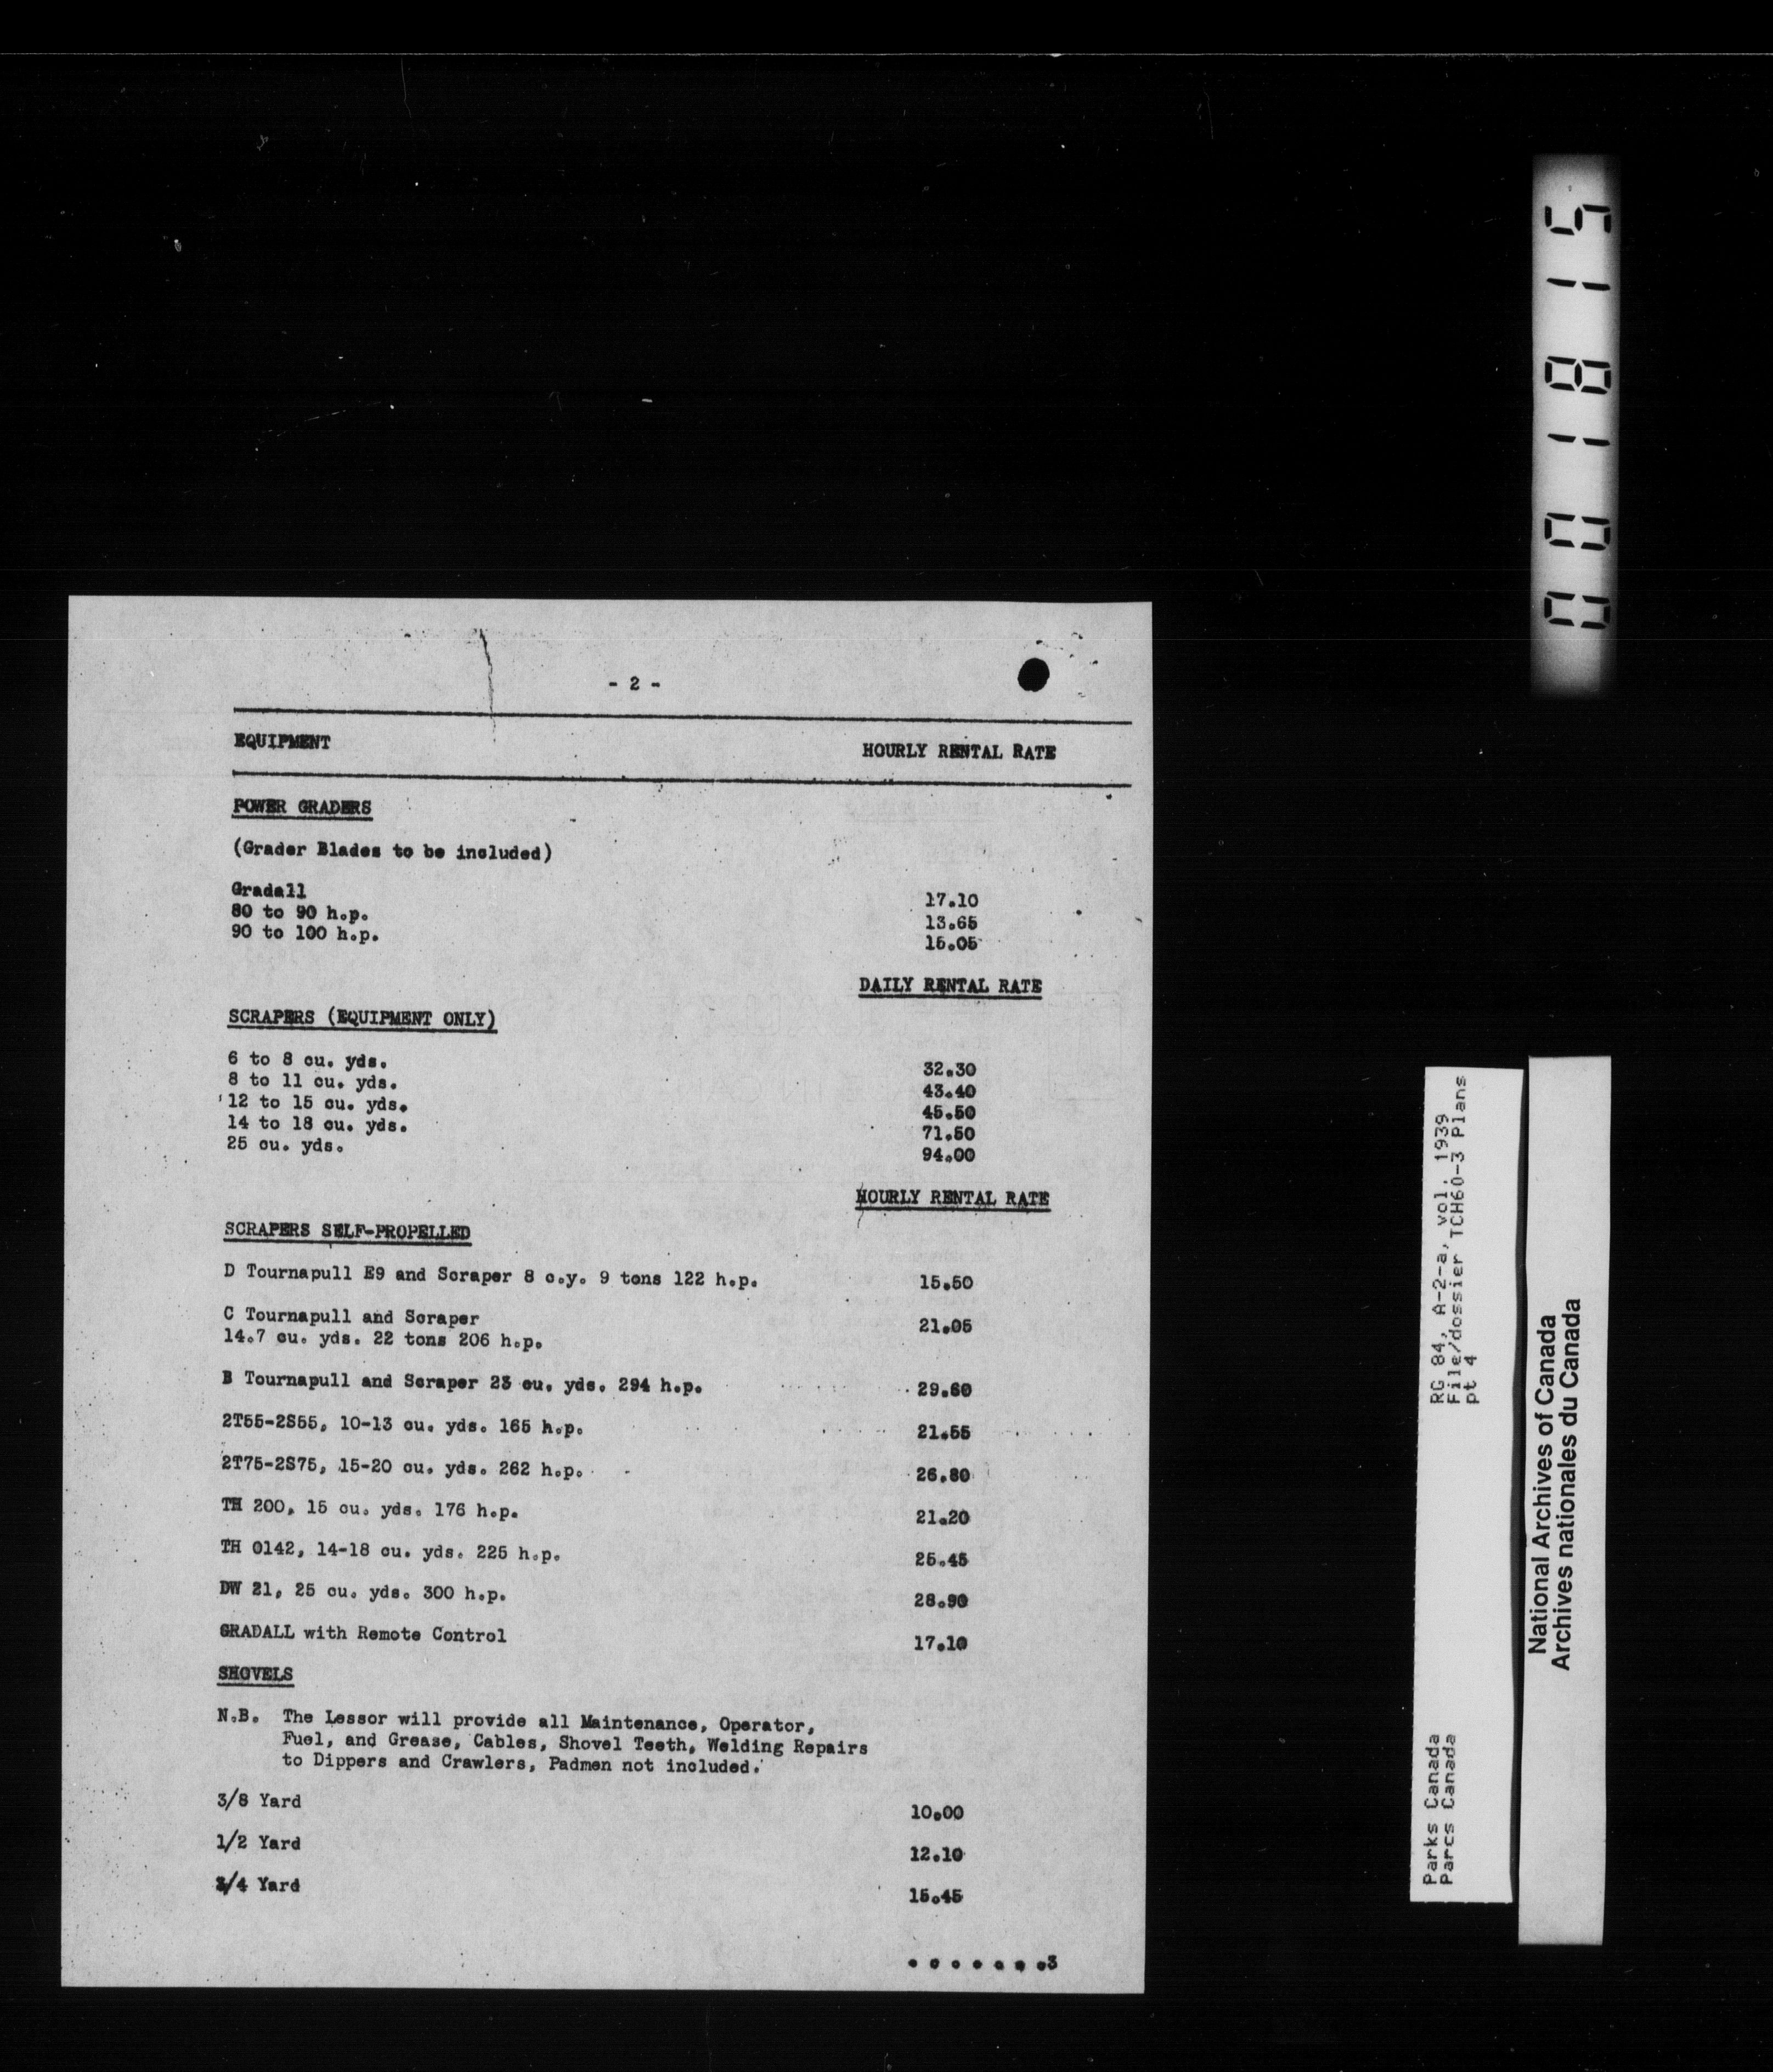 - 2 -
EQUIPMENT HOURLY RENTAL RATE
POWER GRADERS
(Grader Blades to be included)
Gradall 17.10
80 to 90 h.p. 13.65
90 to 100 h.p. 15.05
DAILY RENTAL RATE
SCRAPERS (EQUIPMENT ONLY)
6 to 8 cu. yds. 32.30
8 to 11 cu. yds. 43.40
12 to 15 cu. yds. 45.50
14 to 18 cu. yds. 71.50
25 cu. yds. 94.00
HOURLY RENTAL RATE
SCRAPERS SELF-PROPELLED
D Tournapull E9 and Scraper 8 c.y. 9 tons 122 h.p. 15.50
C Tournapull and Scraper 21.05
14.7 cu. yds. 22 tons 206 h.p.
B Tournapull and Scraper 23 cu. yds. 294 h.p. 29.60
2T55-2S55, 10-13 cu. yds. 165 h.p. 21.55
2T75-2S75, 15-20 cu. yds. 262 h.p. 26.80
TH 200, 15 cu. yds. 176 h.p. 21.20
TH 0142, 14-18 cu. yds. 225 h.p. 25.45
DW 21, 25 cu. yds. 300 h.p. 28.90
GRADALL with Remote Control 17.10
SHOVELS
N.B. The Lessor will provide all Maintenance, Operator,
Fuel, and Grease, Cables, Shovel Teeth, Welding Repairs
to Dippers and Crawlers, Padmen not included.
3/8 Yard 10.00
1/2 Yard 12.10
3/4 Yard 15.45
.......3
001815
Parks Canada RG 84, A-2-a, vol. 1939
Parcs Canada File/dossier TCH60-3 Plans
pt 4
National Archives of Canada
Archives nationales du Canada